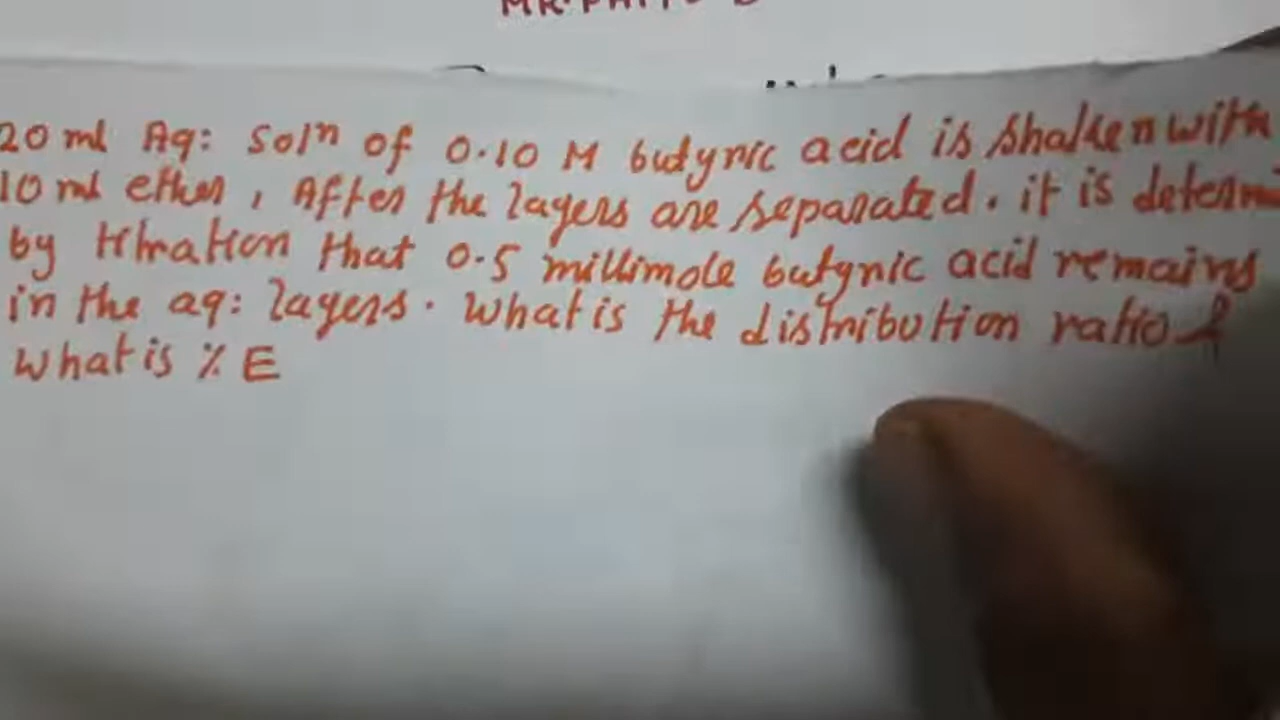 20 ml Aq: Solⁿ of 0.10 M butyric acid is shaken with
10 ml ether, After the layers are separated. it is determi
by titration that 0.5 millimole butyric acid remains
in the aq: layers. What is the distribution ratio &
What is % E